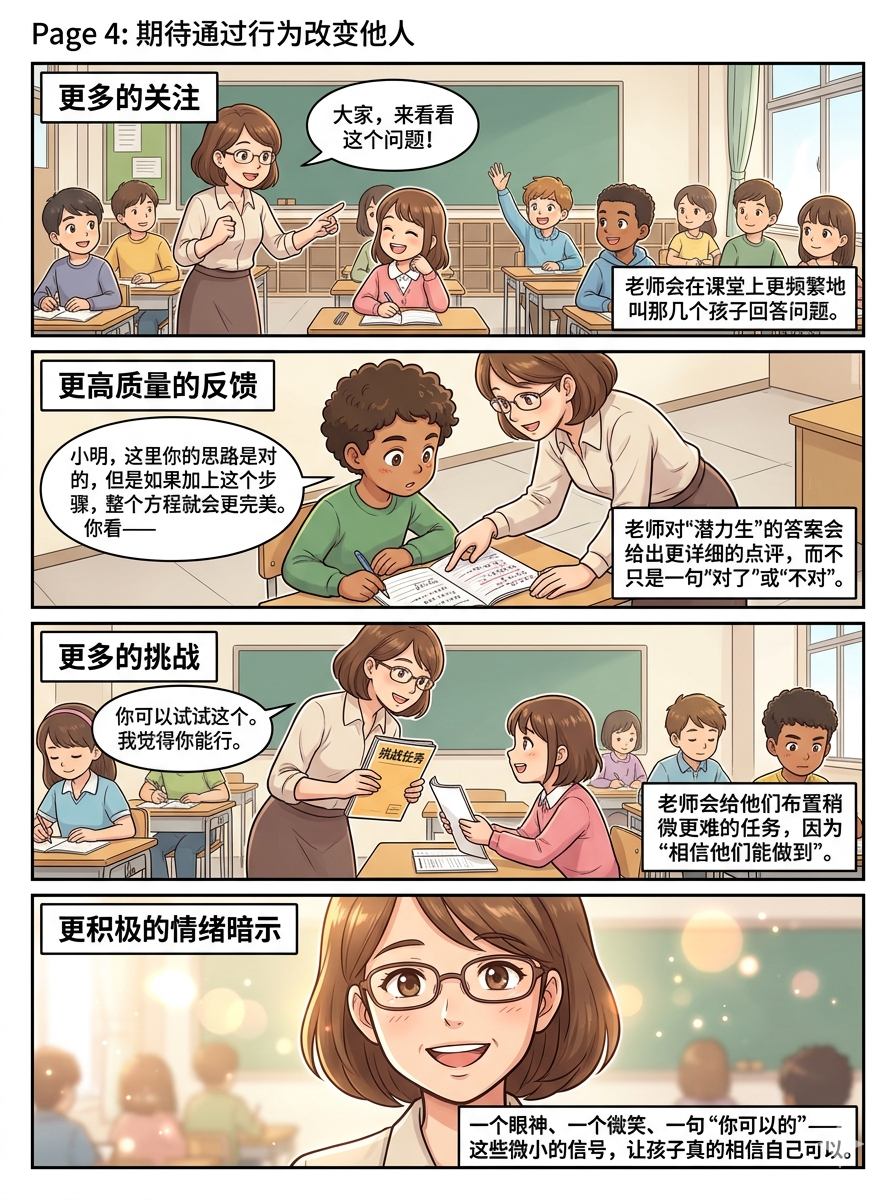 Page 4: 期待通过行为改变他人
更多的关注
大家，来看看
这个问题！
老师会在课堂上更频繁地
叫那几个孩子回答问题。
更高质量的反馈
小明，这里你的思路是对
的，但是如果加上这个步
骤，整个方程就会更完美。
你看——
老师对“潜力生”的答案会
给出更详细的点评，而不
只是一句”对了”或“不对”。
更多的挑战
你可以试试这个。
我觉得你能行。
挑战任务
老师会给他们布置稍
微更难的任务，因为
“相信他们能做到”。
更积极的情绪暗示
一个眼神、一个微笑、一句 “你可以的”——
这些微小的信号，让孩子真的相信自己可以。